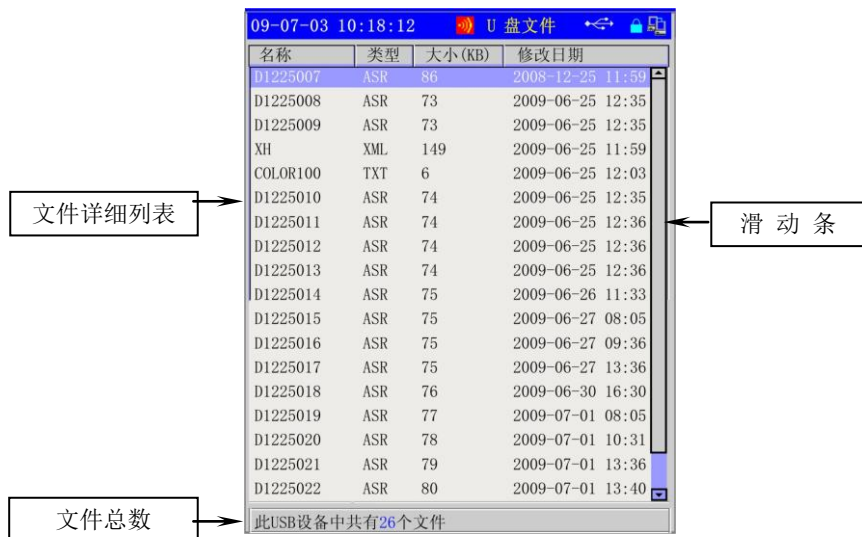 09-07-03 10:18:12 U 盘文件
名称 类型 大小(KB) 修改日期
D1225007 ASR 86 2008-12-25 11:59
D1225008 ASR 73 2009-06-25 12:35
D1225009 ASR 73 2009-06-25 12:35
XH XML 149 2009-06-25 11:59
COLOR100 TXT 6 2009-06-25 12:03
D1225010 ASR 74 2009-06-25 12:35
D1225011 ASR 74 2009-06-25 12:36
D1225012 ASR 74 2009-06-25 12:36
D1225013 ASR 74 2009-06-25 12:36
D1225014 ASR 75 2009-06-26 11:33
D1225015 ASR 75 2009-06-27 08:05
D1225016 ASR 75 2009-06-27 09:36
D1225017 ASR 75 2009-06-27 13:36
D1225018 ASR 76 2009-06-30 16:30
D1225019 ASR 77 2009-07-01 08:05
D1225020 ASR 78 2009-07-01 10:31
D1225021 ASR 79 2009-07-01 13:36
D1225022 ASR 80 2009-07-01 13:40
此USB设备中共有26个文件
文件详细列表
滑 动 条
文件总数